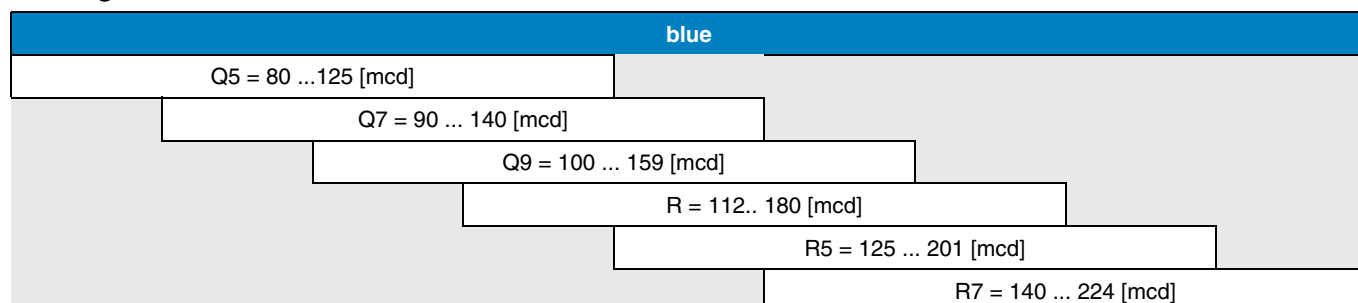 blue
Q5 = 80 ...125 [mcd]
Q7 = 90 ... 140 [mcd]
Q9 = 100 ... 159 [mcd]
R = 112.. 180 [mcd]
R5 = 125 ... 201 [mcd]
R7 = 140 ... 224 [mcd]